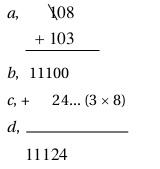 a, 108
+ 103
b, 11100
c, + 24... (3 × 8)
d,
11124